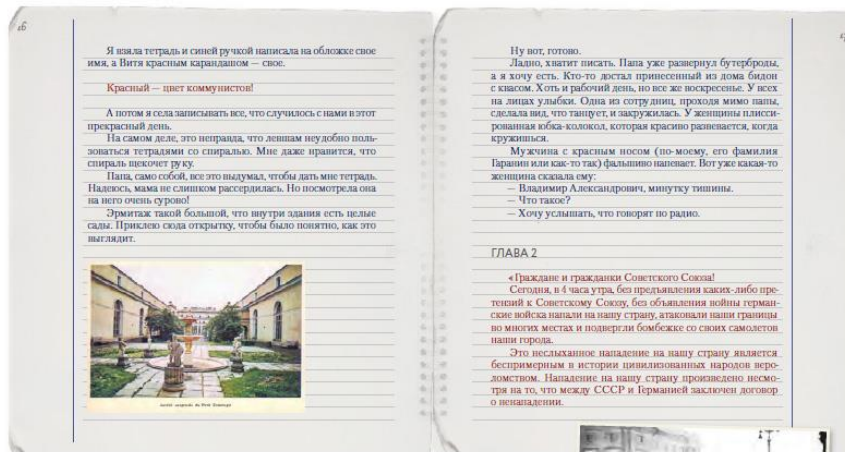 Я взяла тетрадь и синей ручкой написала на обложке свое
имя, а Витя красным карандашом — свое.
Красный — цвет коммунистов!
А потом я села записывать все, что случилось с нами в этот
прекрасный день.
На самом деле, это неправда, что левшам неудобно поль-
зоваться тетрадями со спиралью. Мне даже нравится, что
спираль щекочет руку.
Папа, само собой, все это выдумал, чтобы дать мне тетрадь.
Надеюсь, мама не слишком рассердилась. Но посмотрела она
на него очень сурово!
Эрмитаж такой большой, что внутри здания есть целые
сады. Приклею сюда открытку, чтобы было понятно, как это
выглядит.
Ну вот, готово.
Ладно, хватит писать. Папа уже развернул бутерброды,
а я хочу есть. Кто-то достал принесенный из дома бидон
с квасом. Хоть и рабочий день, но все же воскресенье. У всех
на лицах улыбки. Одна из сотрудниц, проходя мимо папы,
сделала вид, что танцует, и закружилась. У женщины плисси-
рованная юбка-колокол, которая красиво развевается, когда
кружишься.
Мужчина с красным носом (по-моему, его фамилия
Гаранин или как-то так) фальшиво напевает. Вот уже какая-то
женщина сказала ему:
— Владимир Александрович, минутку тишины.
— Что такое?
— Хочу услышать, что говорят по радио.
ГЛАВА 2
«Граждане и гражданки Советского Союза!
Сегодня, в 4 часа утра, без предъявления каких-либо пре-
тензий к Советскому Союзу, без объявления войны герман-
ские войска напали на нашу страну, атаковали наши границы
во многих местах и подвергли бомбежке со своих самолетов
наши города.
Это неслыханное нападение на нашу страну является
беспримерным в истории цивилизованных народов веро-
ломством. Нападение на нашу страну произведено несмо-
тря на то, что между СССР и Германией заключен договор
о ненападении.